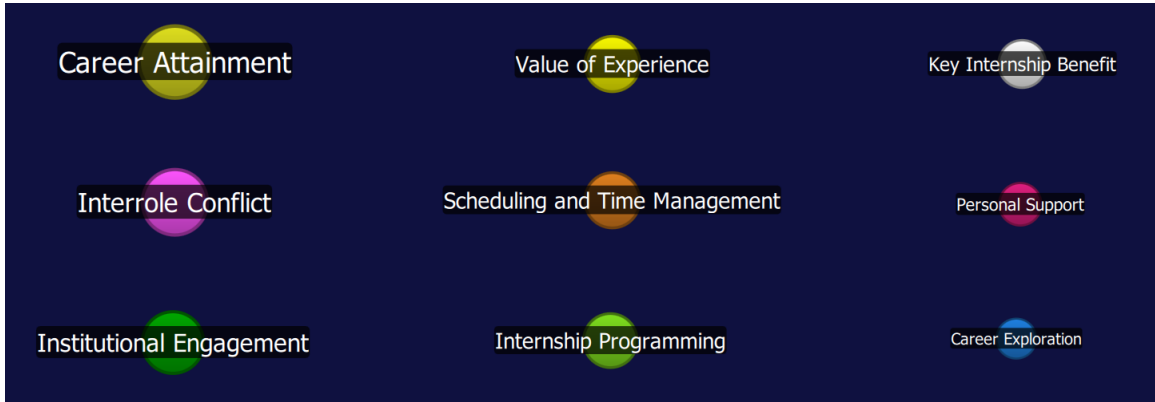 Career Attainment
Value of Experience
Key Internship Benefit
Interrole Conflict
Scheduling and Time Management
Personal Support
Institutional Engagement
Internship Programming
Career Exploration